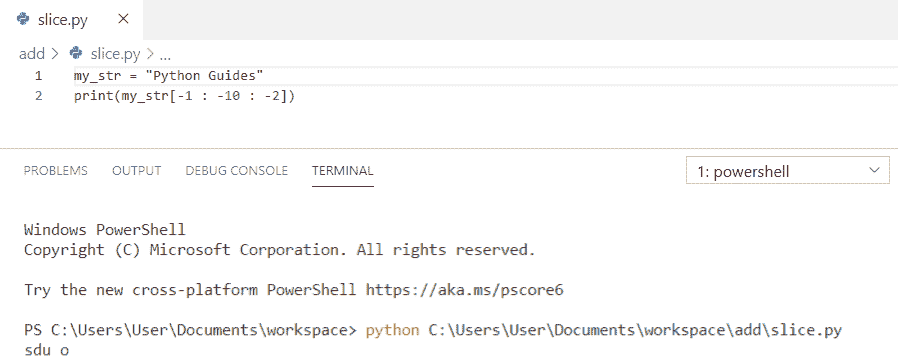 slice.py
add > slice.py > ...
1 my_str = "Python Guides"
2 print(my_str[-1 : -10 : -2])
PROBLEMS OUTPUT DEBUG CONSOLE TERMINAL 1: powershell
Windows PowerShell
Copyright (C) Microsoft Corporation. All rights reserved.
Try the new cross-platform PowerShell https://aka.ms/pscore6
PS C:\Users\User\Documents\workspace> python C:\Users\User\Documents\workspace\add\slice.py
sdu o